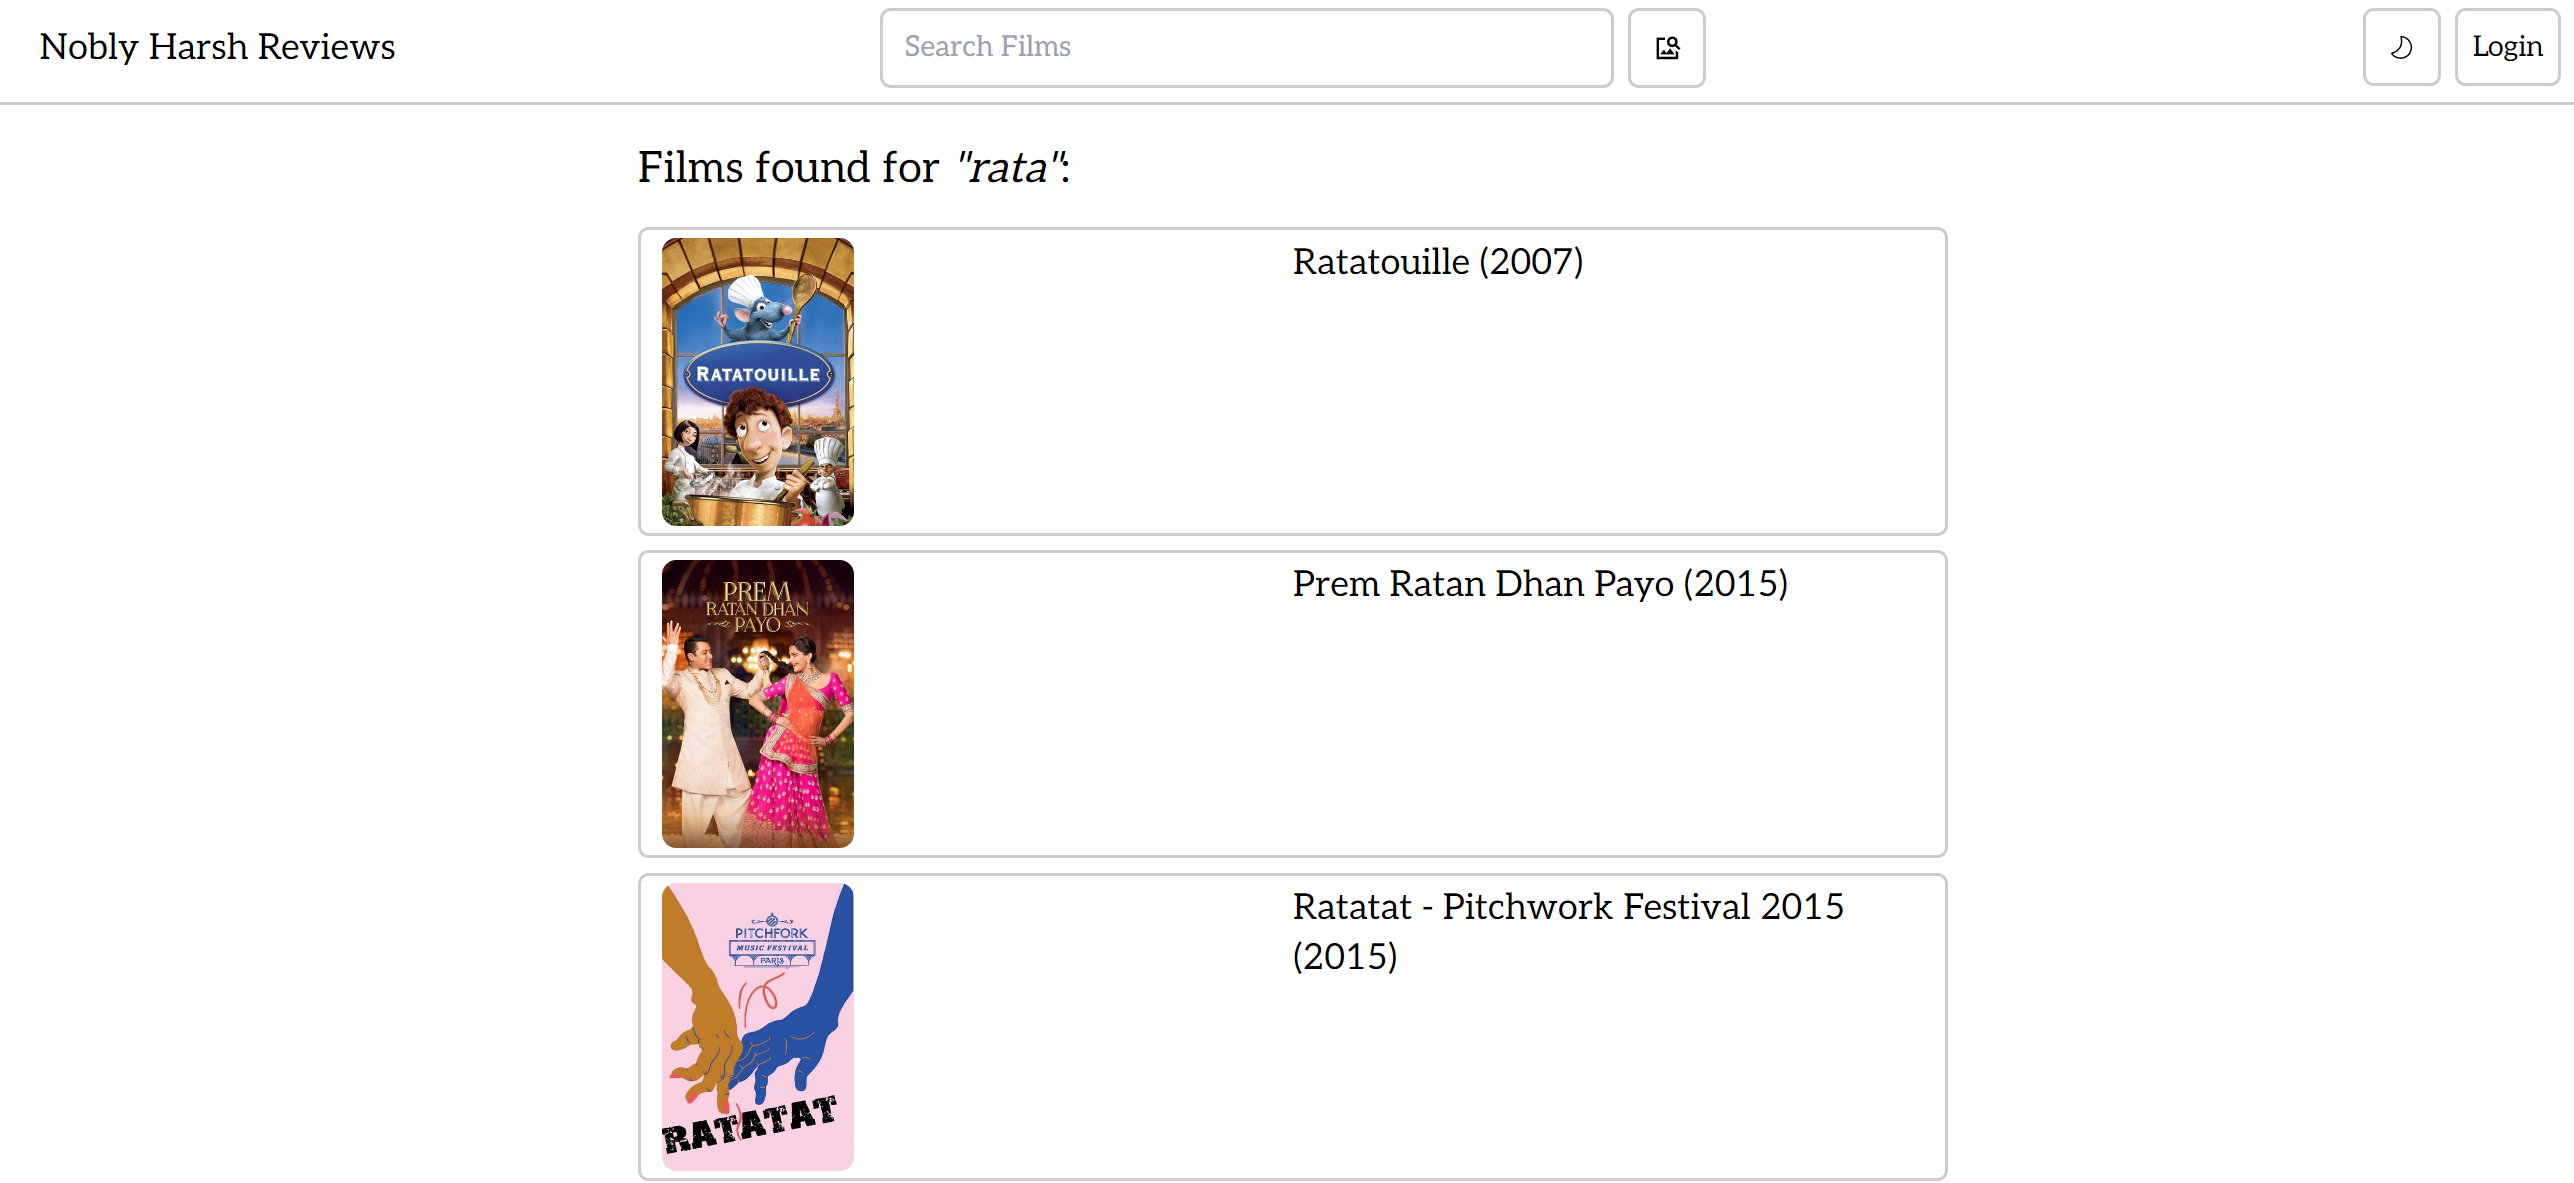 Nobly Harsh Reviews
Search Films
Login
Films found for "rata":
RATATOUILLE
Ratatouille (2007)
PREM
RATAN DHAN
PAYO
Prem Ratan Dhan Payo (2015)
PITCHFORK
MUSIC FESTIVAL
PARIS
RATATAT
Ratatat - Pitchwork Festival 2015
(2015)